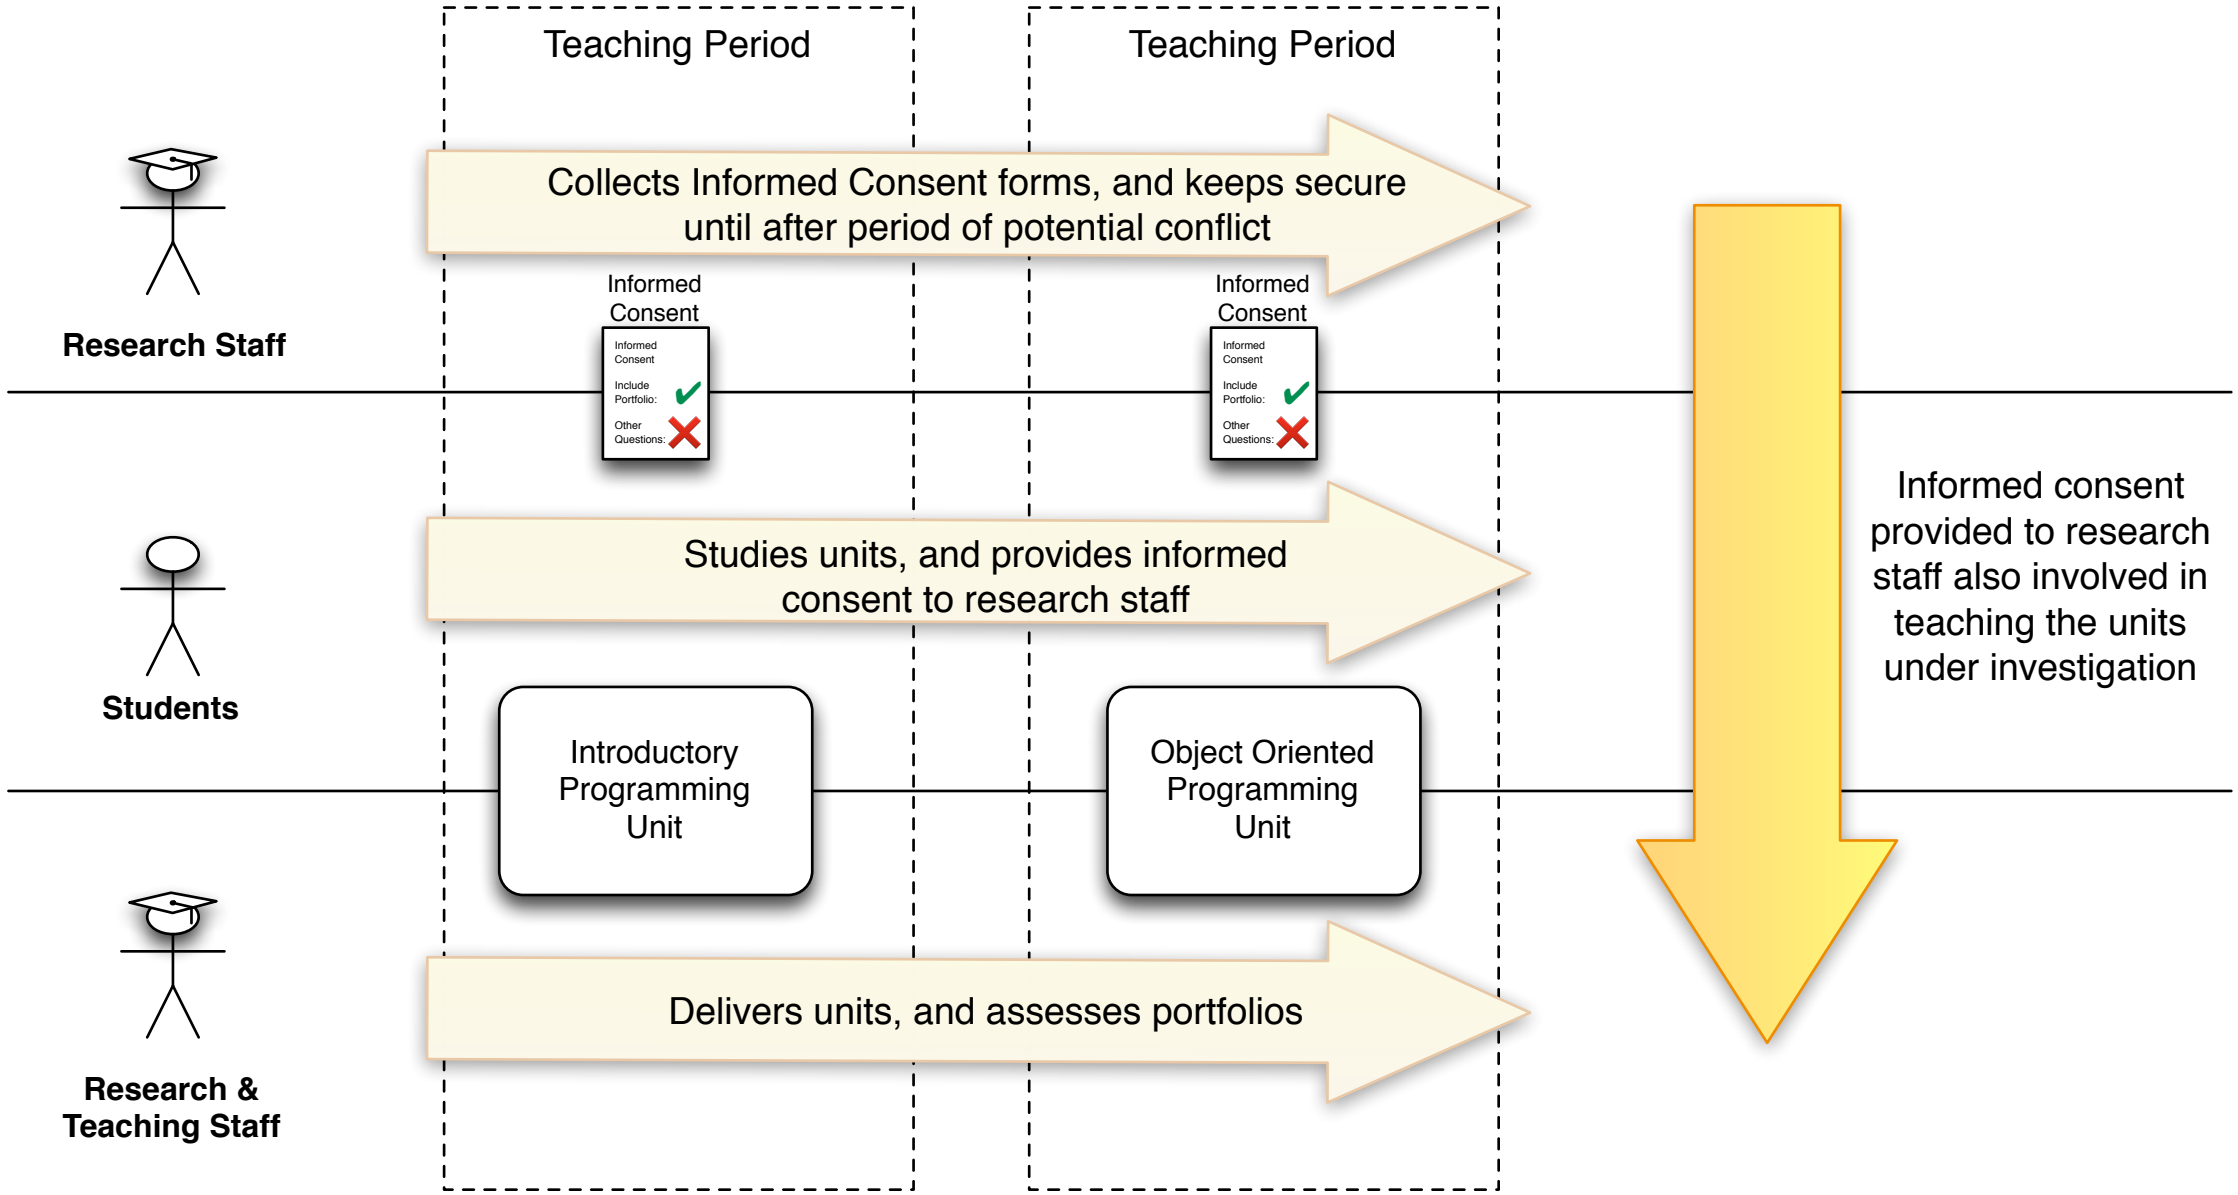 Teaching Period
Teaching Period
Collects Informed Consent forms, and keeps secure
until after period of potential conflict
Research Staff
Informed
Consent
Informed
Consent
Include
Portfolio:
Other
Questions:
Informed
Consent
Informed
Consent
Include
Portfolio:
Other
Questions:
Studies units, and provides informed
consent to research staff
Students
Informed consent
provided to research
staff also involved in
teaching the units
under investigation
Introductory
Programming
Unit
Object Oriented
Programming
Unit
Delivers units, and assesses portfolios
Research &
Teaching Staff